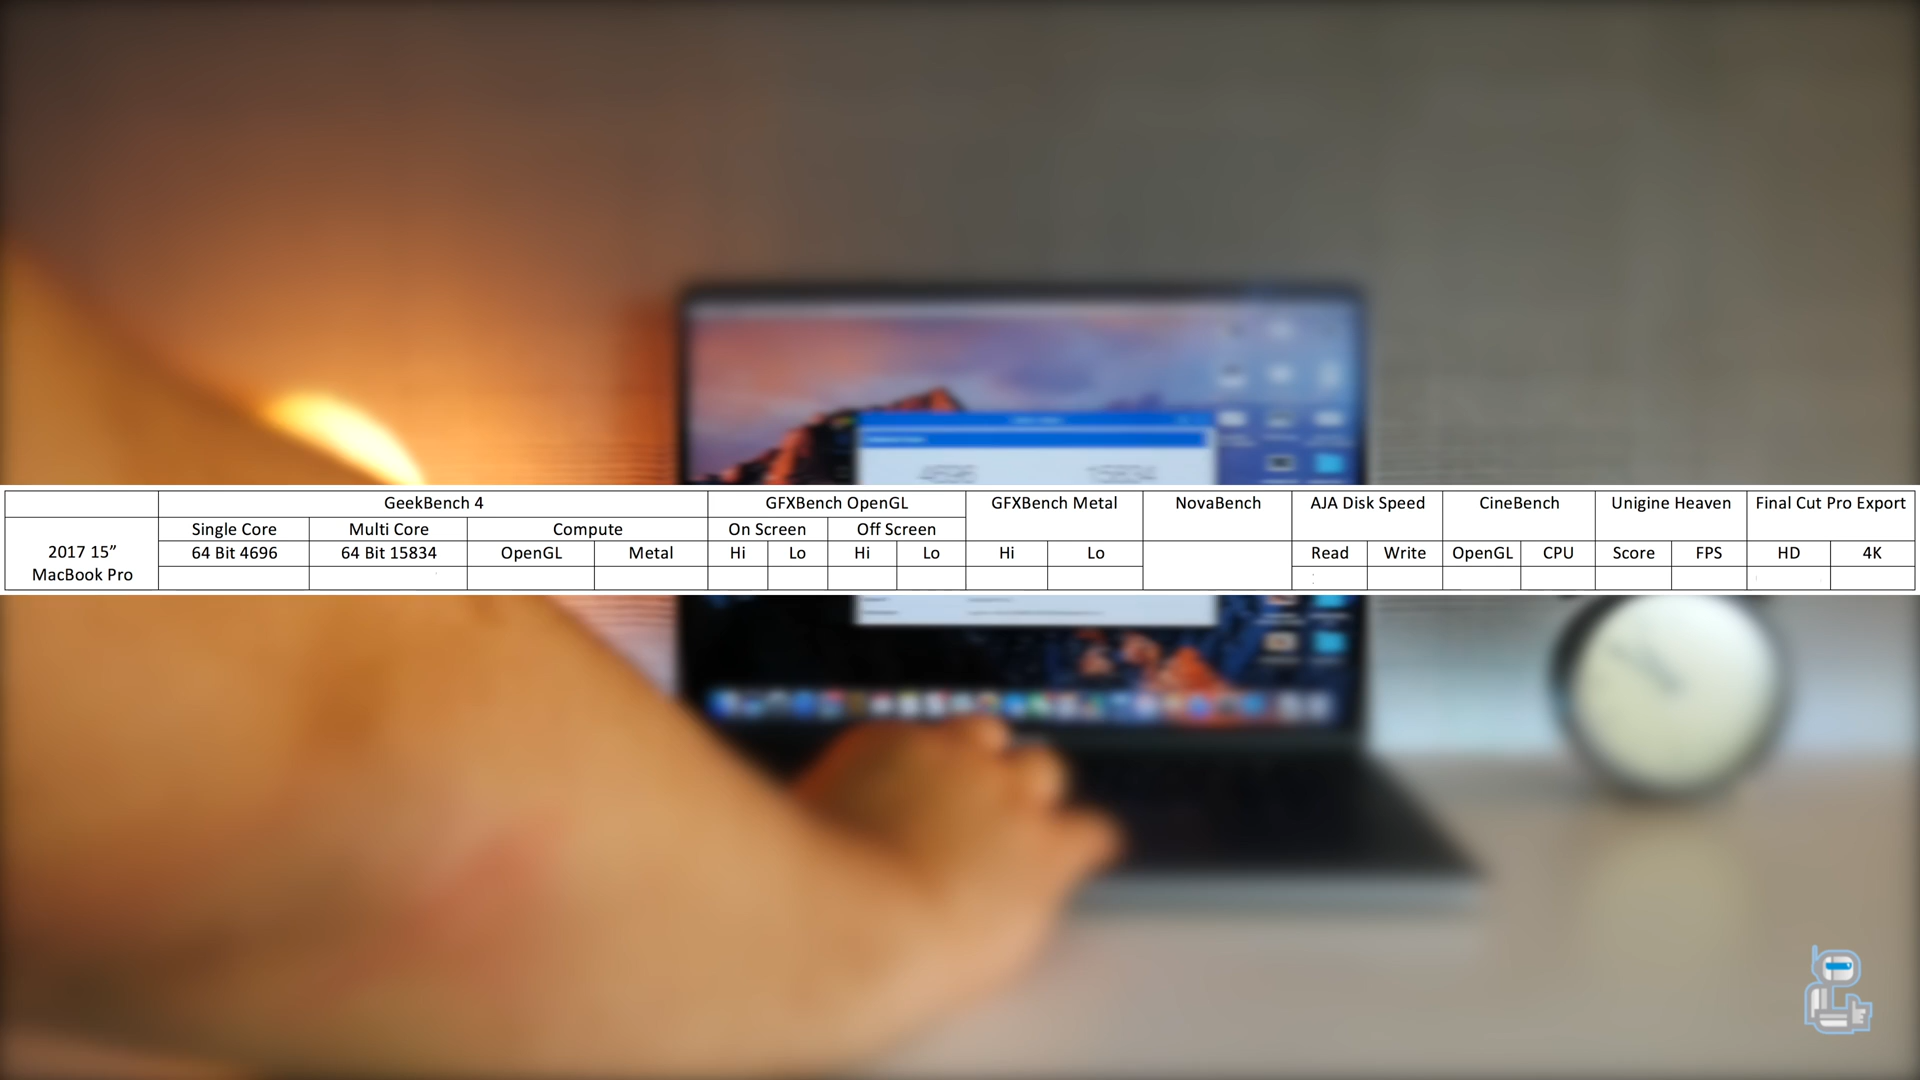 GeekBench 4 GFXBench OpenGL GFXBench Metal NovaBench AJA Disk Speed CineBench Unigine Heaven Final Cut Pro Export
Single Core Multi Core Compute On Screen Off Screen
2017 15” 64 Bit 4696 64 Bit 15834 OpenGL Metal Hi Lo Hi Lo Hi Lo Read Write OpenGL CPU Score FPS HD 4K
MacBook Pro